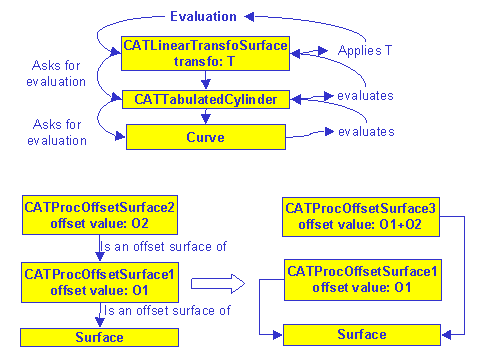 Evaluation
CATLinearTransfoSurface
transfo: T
Applies T
Asks for
evaluation
CATTabulatedCylinder
evaluates
Asks for
evaluation
Curve
evaluates
CATProcOffsetSurface2
offset value: O2
Is an offset surface of
CATProcOffsetSurface1
offset value: O1
Is an offset surface of
Surface
CATProcOffsetSurface3
offset value: O1+O2
CATProcOffsetSurface1
offset value: O1
Surface